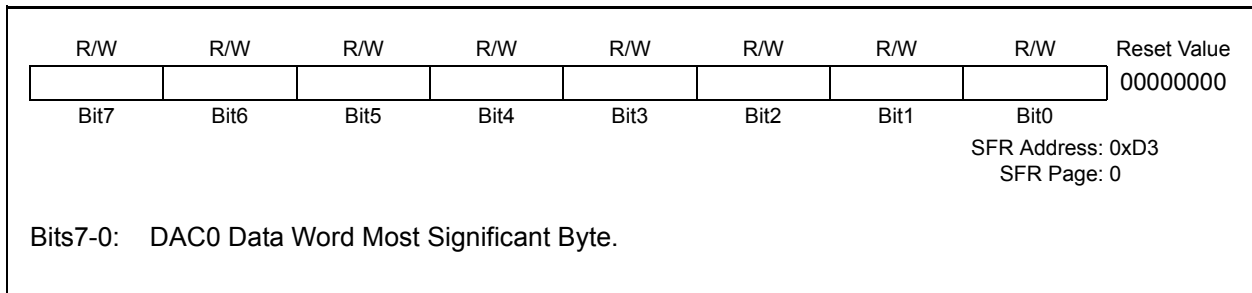 R/W R/W R/W R/W R/W R/W R/W R/W Reset Value
00000000
Bit7 Bit6 Bit5 Bit4 Bit3 Bit2 Bit1 Bit0
SFR Address: 0xD3
SFR Page: 0
Bits7-0: DAC0 Data Word Most Significant Byte.